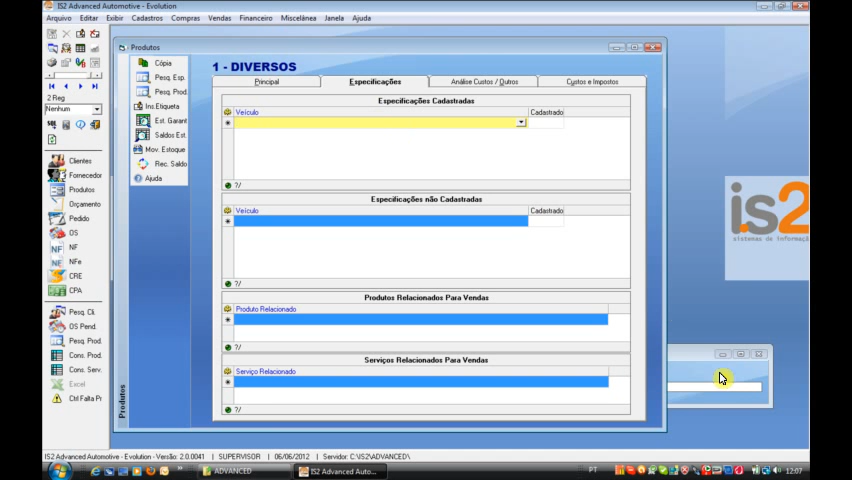 IS2 Advanced Automotive - Evolution
Arquivo Editar Exibir Cadastros Compras Vendas Financeiro Miscelânea Janela Ajuda
Produtos
2 Reg
Nenhum
SQL
Clientes
Fornecedor
Produtos
Orçamento
Pedido
OS
NF NF
NE NFe
CRE
CPA
Pesq. Cli.
OS Pend.
Pesq. Prod.
Cons. Prod.
Cons. Serv.
Excel
Ctrl Falta Pr
Cópia
Pesq. Esp.
Pesq. Prod.
Ins.Etiqueta
Est. Garant
Saldos Est.
Mov. Estoque
Rec. Saldo
Ajuda
Produtos
1 - DIVERSOS
Principal Especificações Análise Custos / Outros Custos e Impostos
Especificações Cadastradas
Veículo Cadastrado
?/
Especificações não Cadastradas
Veículo Cadastrado
?/
Produtos Relacionados Para Vendas
Produto Relacionado
?/
Serviços Relacionados Para Vendas
Serviço Relacionado
?/
is2
sistemas de informaçã
IS2 Advanced Automotive - Evolution - Versão: 2.0.0041 SUPERVISOR 06/06/2012 Servidor: C:\IS2\ADVANCED\
ADVANCED IS2 Advanced Auto... PT 12:07